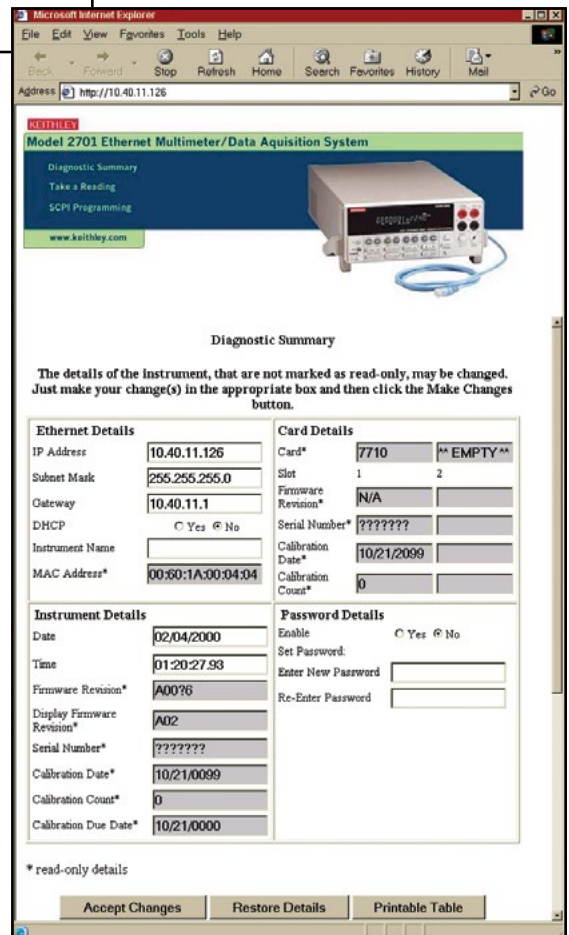 Microsoft Internet Explorer
File Edit View Favorites Tools Help
Back Forward Stop Refresh Home Search Favorites History Mail
Address http://10.40.11.126 Go
KEITHLEY
Model 2701 Ethernet Multimeter/Data Aquisition System
Diagnostic Summary
Take a Reading
SCPI Programming
www.keithley.com
Diagnostic Summary
The details of the instrument, that are not marked as read-only, may be changed.
Just make your change(s) in the appropriate box and then click the Make Changes
button.
Ethernet Details
IP Address 10.40.11.126
Subnet Mask 255.255.255.0
Gateway 10.40.11.1
DHCP Yes No
Instrument Name
MAC Address* 00:60:1A:00:04:04
Card Details
Card* 7710 ** EMPTY **
Slot 1 2
Firmware
Revision* N/A
Serial Number* ???????
Calibration
Date* 10/21/2099
Calibration
Count* 0
Instrument Details
Date 02/04/2000
Time 01:20:27.93
Firmware Revision* A00?6
Display Firmware
Revision* A02
Serial Number* ???????
Calibration Date* 10/21/0099
Calibration Count* 0
Calibration Due Date* 10/21/0000
Password Details
Enable Yes No
Set Password:
Enter New Password
Re-Enter Password
* read-only details
Accept Changes Restore Details Printable Table